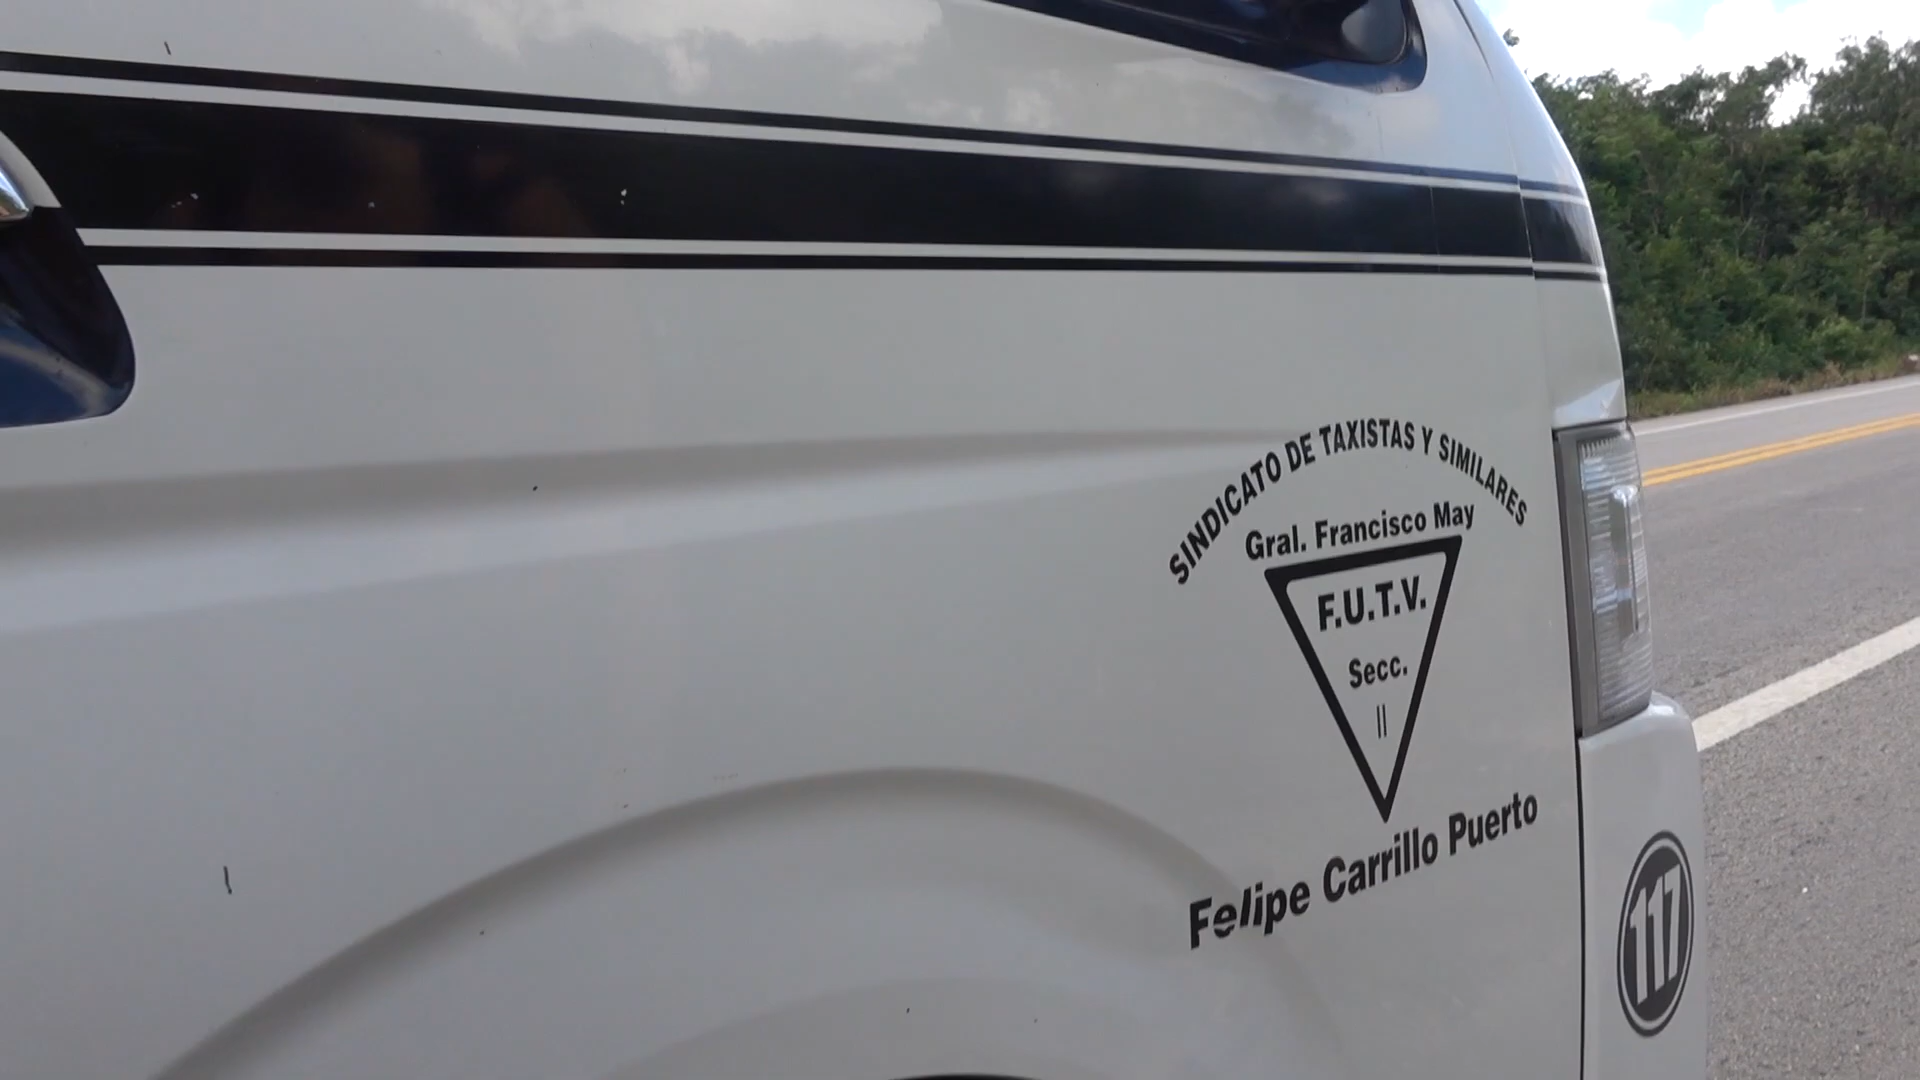 SINDICATO DE TAXISTAS Y SIMILARES
Gral. Francisco May
F.U.T.V.
Secc.
II
Felipe Carrillo Puerto
117